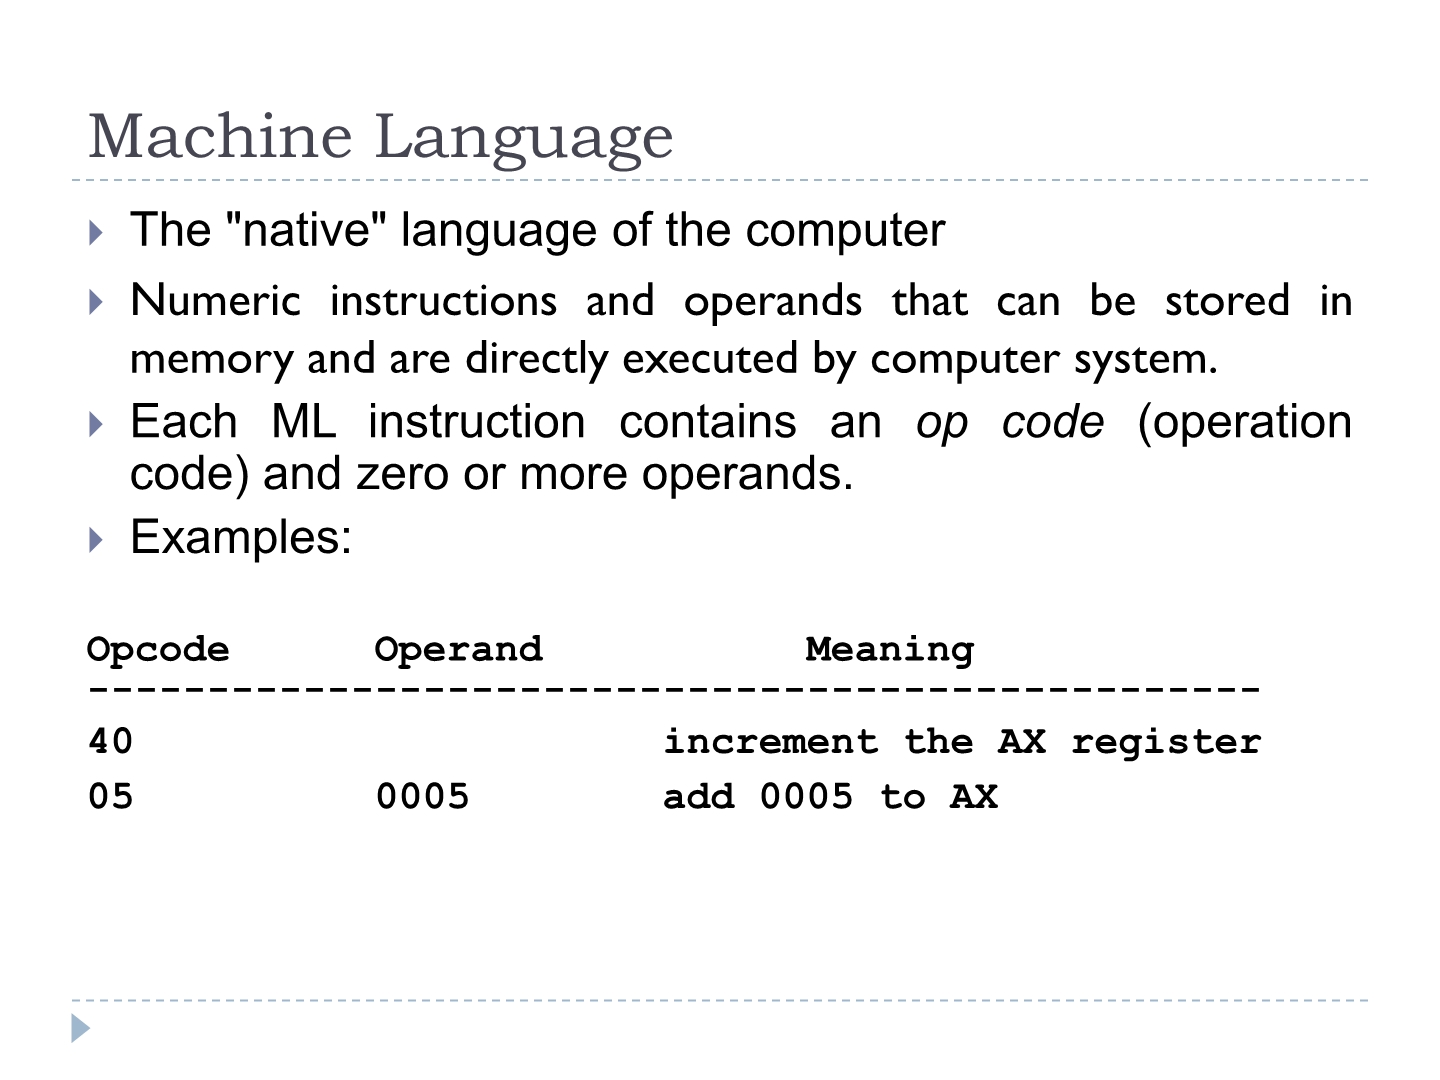 Machine Language
The "native" language of the computer
Numeric instructions and operands that can be stored in
memory and are directly executed by computer system.
Each ML instruction contains an op code (operation
code) and zero or more operands.
Examples:
Opcode Operand Meaning
-------------------------------------------------
40 increment the AX register
05 0005 add 0005 to AX